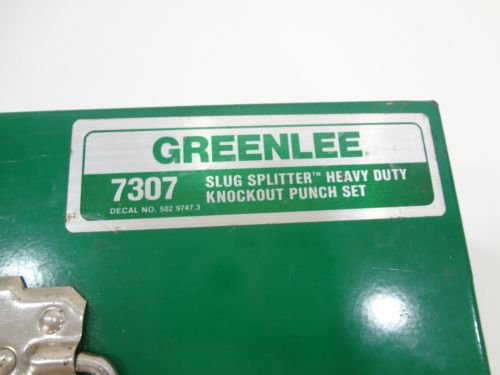 GREENLEE
7307 SLUG SPLITTER™ HEAVY DUTY
KNOCKOUT PUNCH SET
DECAL NO. 502 9747.3